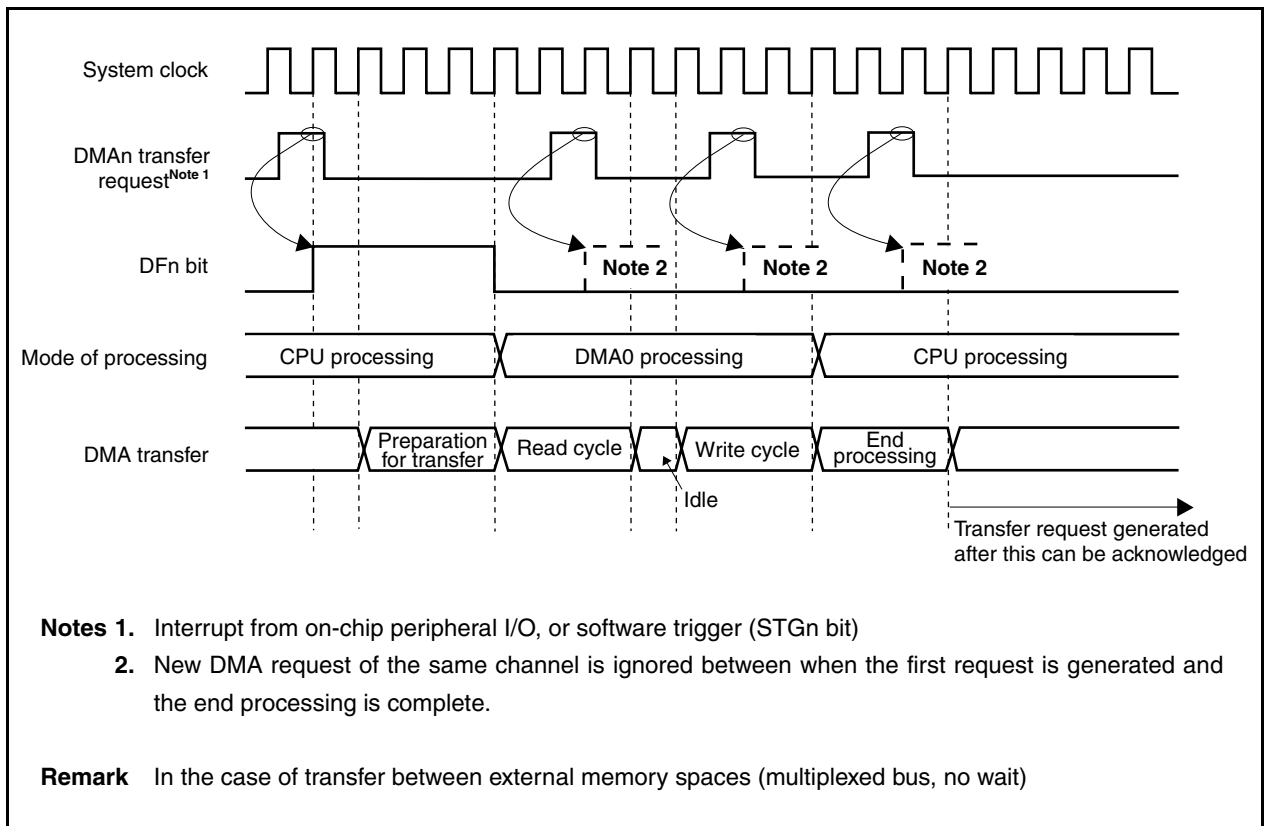 System clock
DMAn transfer
request Note 1
DFn bit
Note 2
Note 2
Note 2
Mode of processing
CPU processing
DMA0 processing
CPU processing
DMA transfer
Preparation
for transfer
Read cycle
Idle
Write cycle
End
processing
Transfer request generated
after this can be acknowledged
Notes 1. Interrupt from on-chip peripheral I/O, or software trigger (STGn bit)
2. New DMA request of the same channel is ignored between when the first request is generated and
the end processing is complete.
Remark In the case of transfer between external memory spaces (multiplexed bus, no wait)